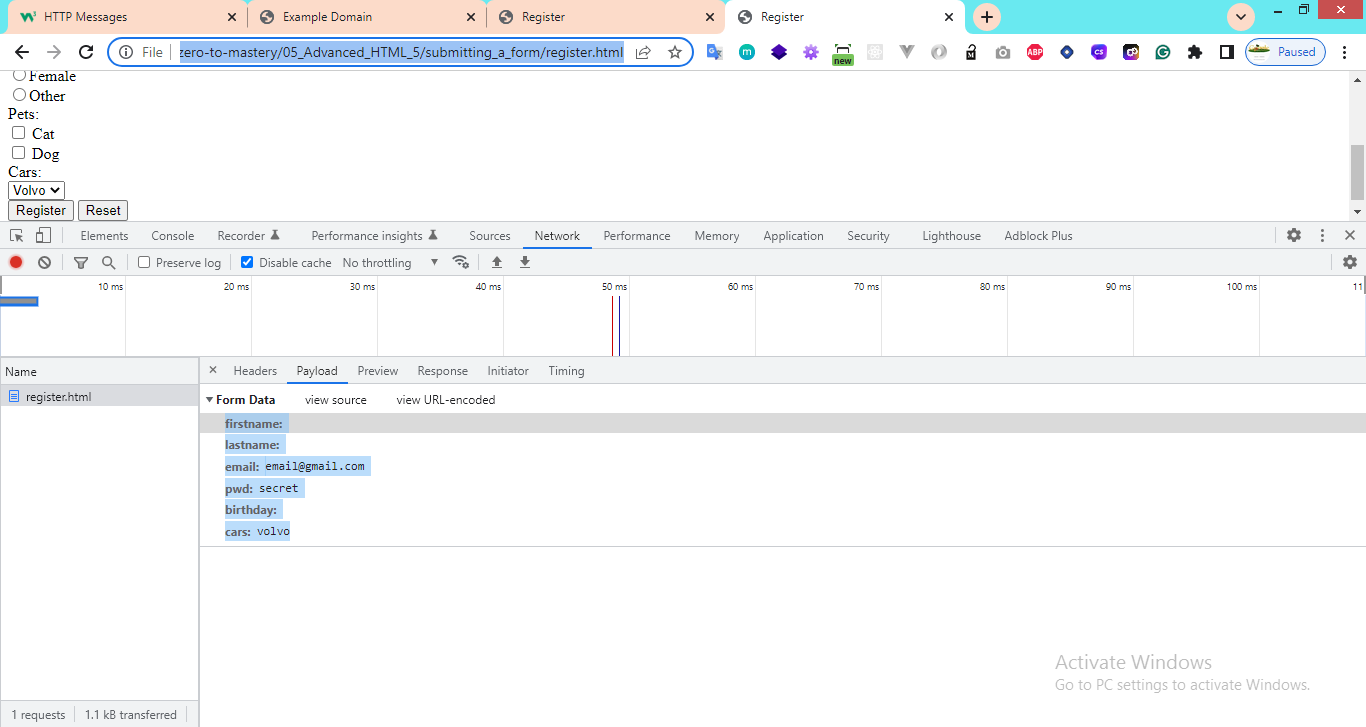 HTTP Messages
Example Domain
Register
Register
File
zero-to-mastery/05_Advanced_HTML_5/submitting_a_form/register.html
new
ABP
CS
Paused
Female
Other
Pets:
Cat
Dog
Cars:
Volvo
Register Reset
Elements Console Recorder Performance insights Sources Network Performance Memory Application Security Lighthouse Adblock Plus
Preserve log Disable cache No throttling
10 ms 20 ms 30 ms 40 ms 50 ms 60 ms 70 ms 80 ms 90 ms 100 ms 11
Name
Headers Payload Preview Response Initiator Timing
register.html
Form Data view source view URL-encoded
firstname:
lastname:
email: email@gmail.com
pwd: secret
birthday:
cars: volvo
Activate Windows
Go to PC settings to activate Windows.
1 requests 1.1 kB transferred